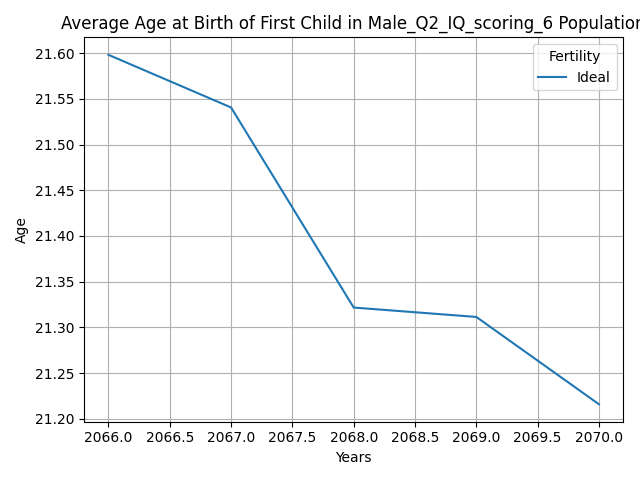 Average Age at Birth of First Child in Male_Q2_IQ_scoring_6 Population
Fertility
Ideal
21.60
21.55
21.50
21.45
21.40
21.35
21.30
21.25
21.20
Age
2066.0 2066.5 2067.0 2067.5 2068.0 2068.5 2069.0 2069.5 2070.0
Years